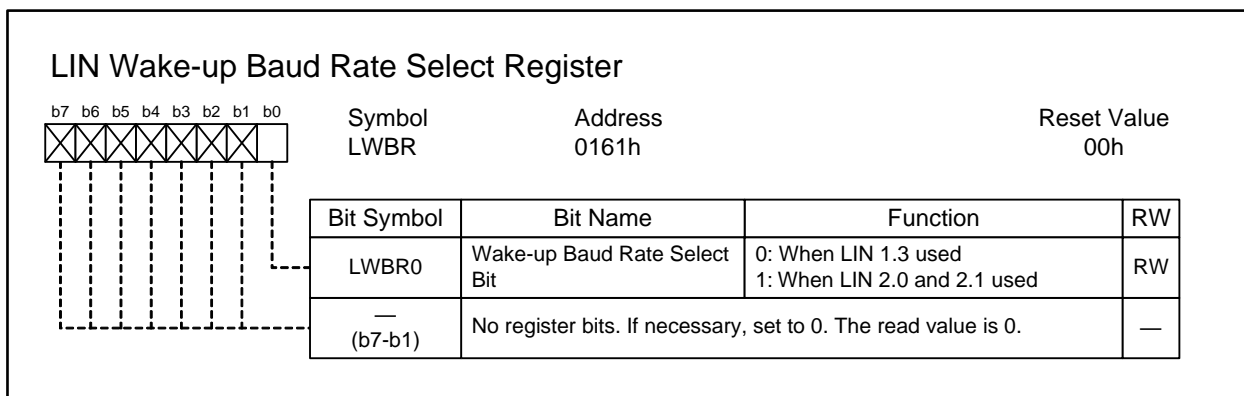 LIN Wake-up Baud Rate Select Register
b7 b6 b5 b4 b3 b2 b1 b0
Symbol Address Reset Value
LWBR 0161h 00h
Bit Symbol Bit Name Function RW
LWBR0 Wake-up Baud Rate Select Bit 0: When LIN 1.3 used RW
1: When LIN 2.0 and 2.1 used
— (b7-b1) No register bits. If necessary, set to 0. The read value is 0. —